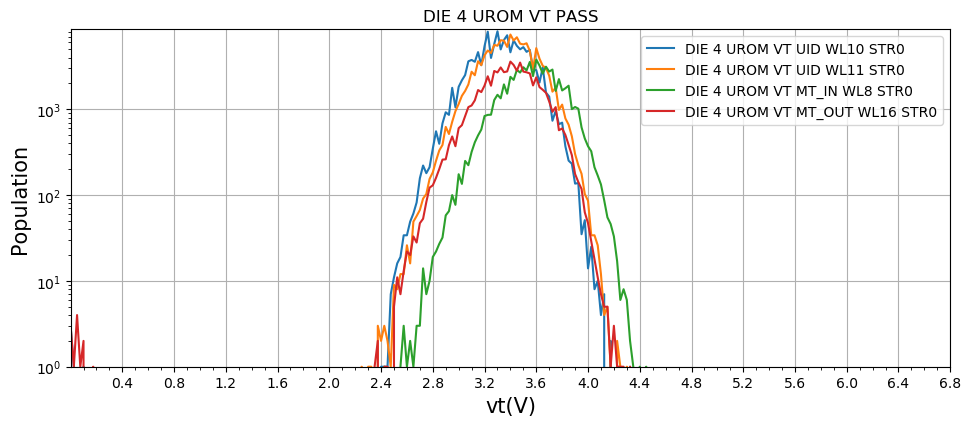 DIE 4 UROM VT PASS
DIE 4 UROM VT UID WL10 STR0
DIE 4 UROM VT UID WL11 STR0
DIE 4 UROM VT MT_IN WL8 STR0
DIE 4 UROM VT MT_OUT WL16 STR0
Population
10³
10²
10¹
10⁰
0.4 0.8 1.2 1.6 2.0 2.4 2.8 3.2 3.6 4.0 4.4 4.8 5.2 5.6 6.0 6.4 6.8
vt(V)